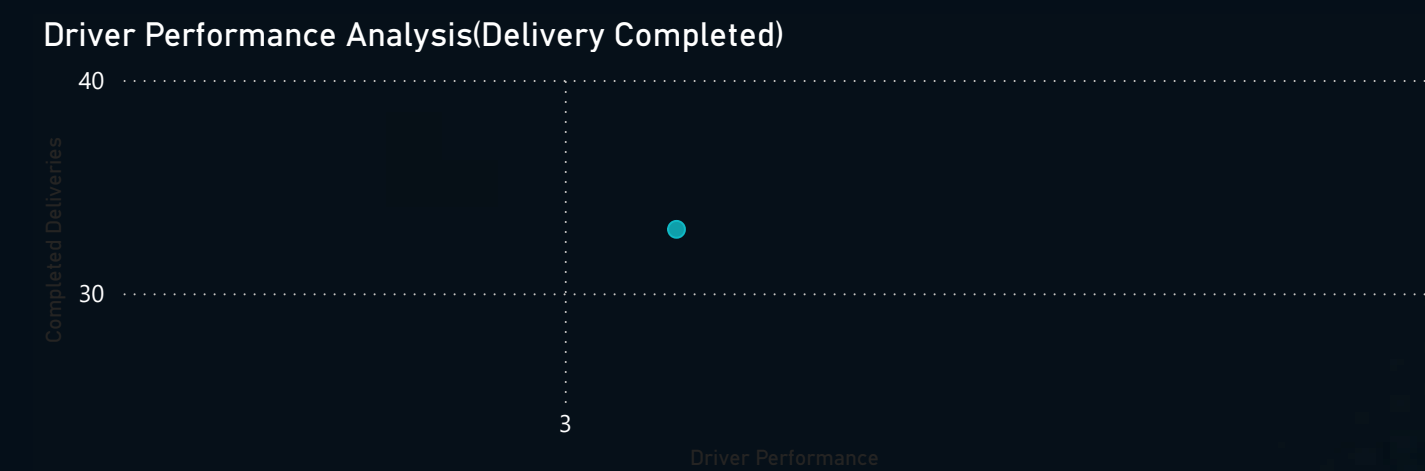 Driver Performance Analysis(Delivery Completed)
40
Completed Deliveries
30
3
Driver Performance